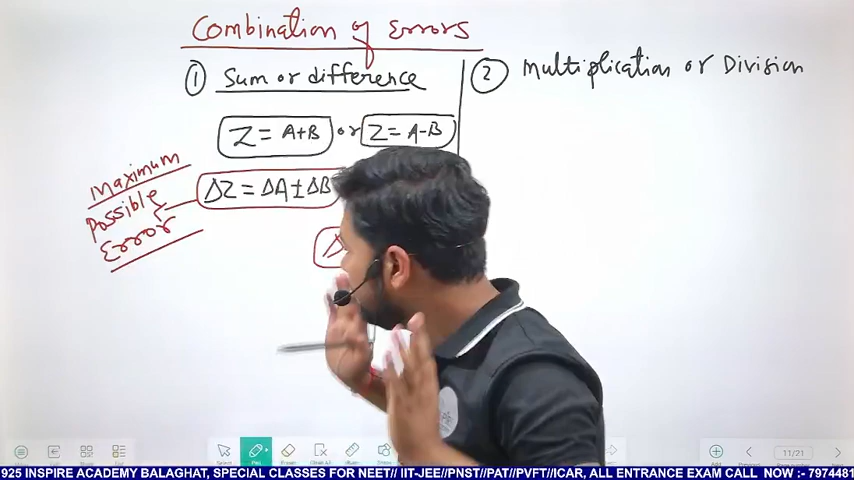 Combination of Errors
① Sum or difference
Z = A+B or Z = A-B
ΔZ = ΔA ± ΔB
Maximum
Possible
Error
② Multiplication or Division
11/21
925 INSPIRE ACADEMY BALAGHAT, SPECIAL CLASSES FOR NEET// IIT-JEE//PNST//PAT//PVFT//ICAR, ALL ENTRANCE EXAM CALL NOW :- 7974481